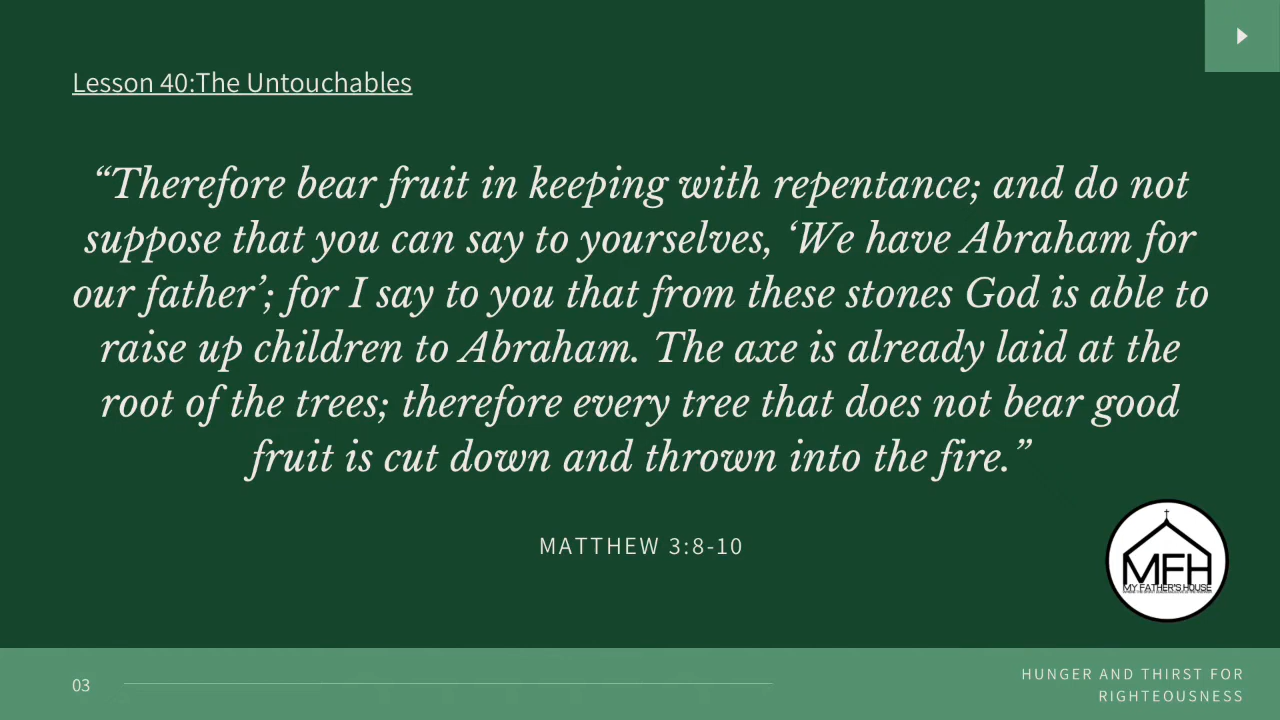 Lesson 40:The Untouchables
“Therefore bear fruit in keeping with repentance; and do not
suppose that you can say to yourselves, ‘We have Abraham for
our father’; for I say to you that from these stones God is able to
raise up children to Abraham. The axe is already laid at the
root of the trees; therefore every tree that does not bear good
fruit is cut down and thrown into the fire.”
MATTHEW 3:8-10
MFH
MY FATHER'S HOUSE
03
HUNGER AND THIRST FOR
RIGHTEOUSNESS